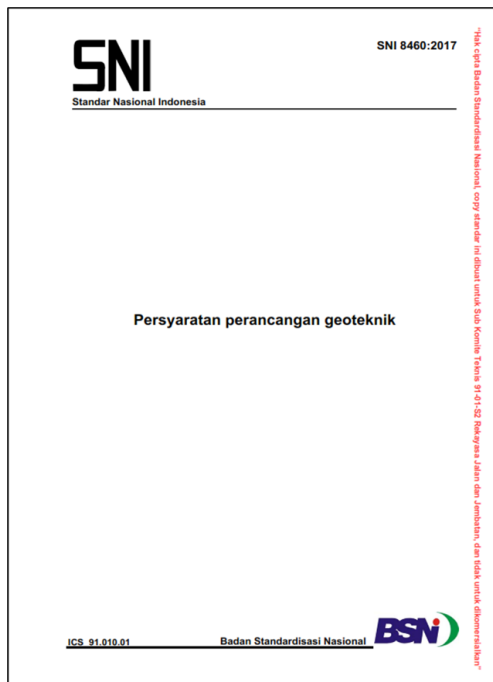 SNI
SNI 8460:2017
Standar Nasional Indonesia
"Hak cipta Badan Standardisasi Nasional, copy standar ini dibuat untuk Sub Komite Teknis 91-01-S2 Rekayasa Jalan dan Jembatan, dan tidak untuk dikomersialkan"
Persyaratan perancangan geoteknik
ICS 91.010.01
Badan Standardisasi Nasional
BSNi